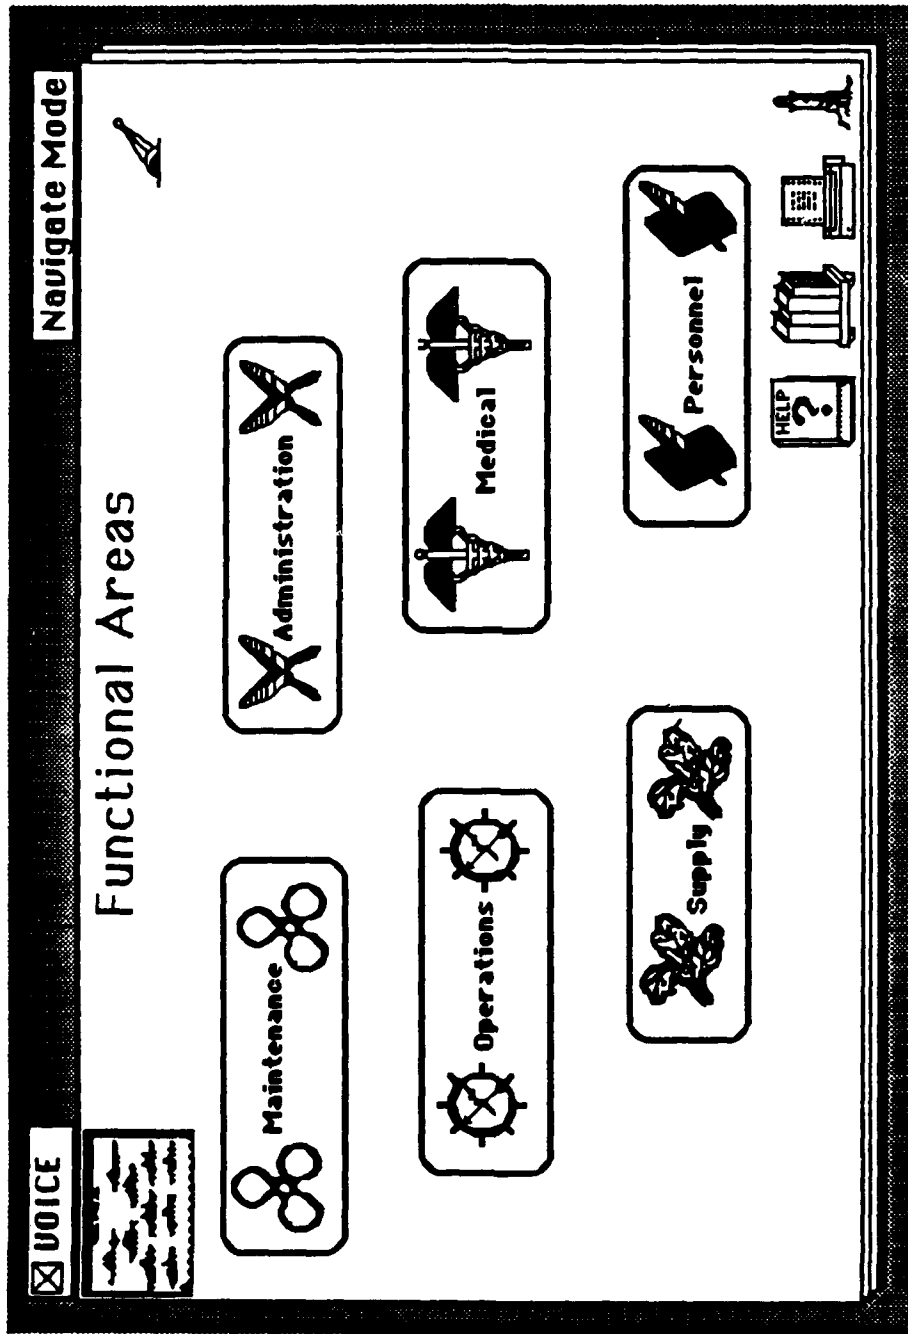 VOICE
Navigate Mode
Functional Areas
Maintenance
Administration
Operations
Medical
Supply
Personnel
HELP
?